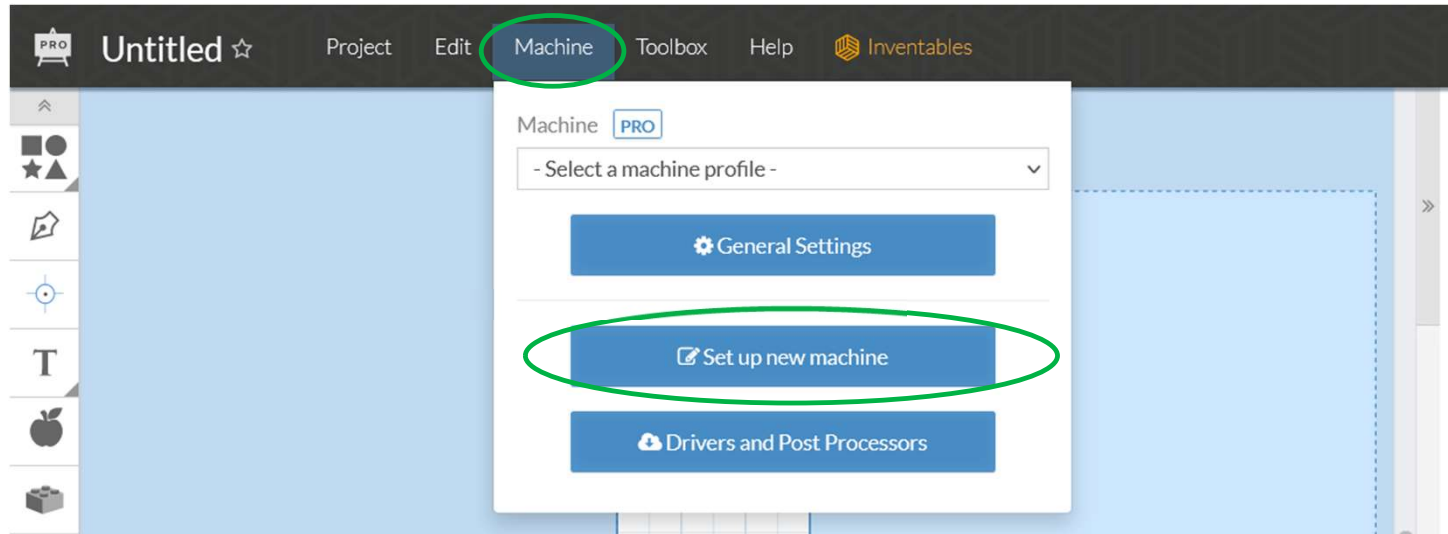 PRO
Untitled
Project Edit Machine Toolbox Help Inventables
Machine PRO
- Select a machine profile -
General Settings
Set up new machine
T
Drivers and Post Processors